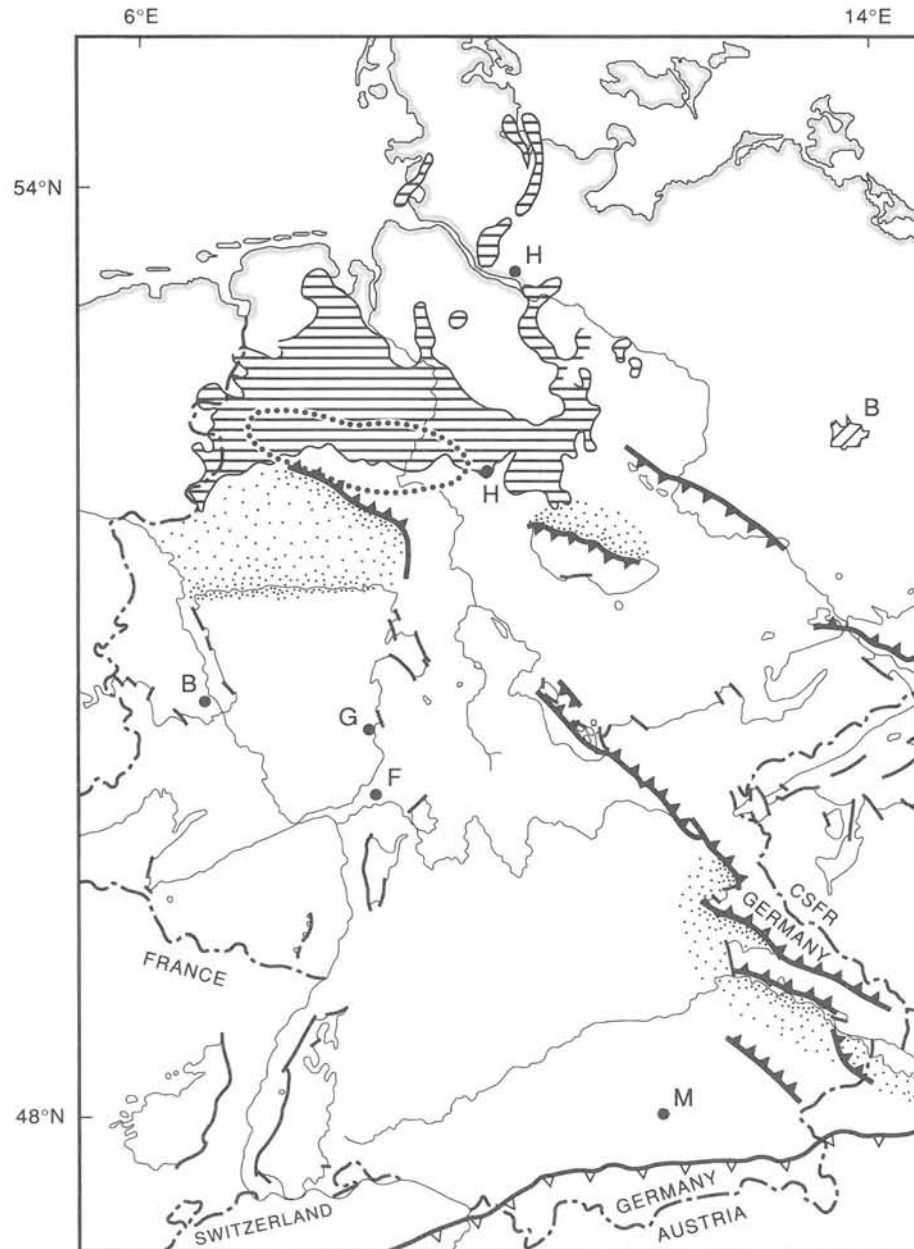 6°E
14°E
54°N
H
B
H
B
G
F
CSFR
GERMANY
FRANCE
48°N
M
GERMANY
SWITZERLAND
AUSTRIA